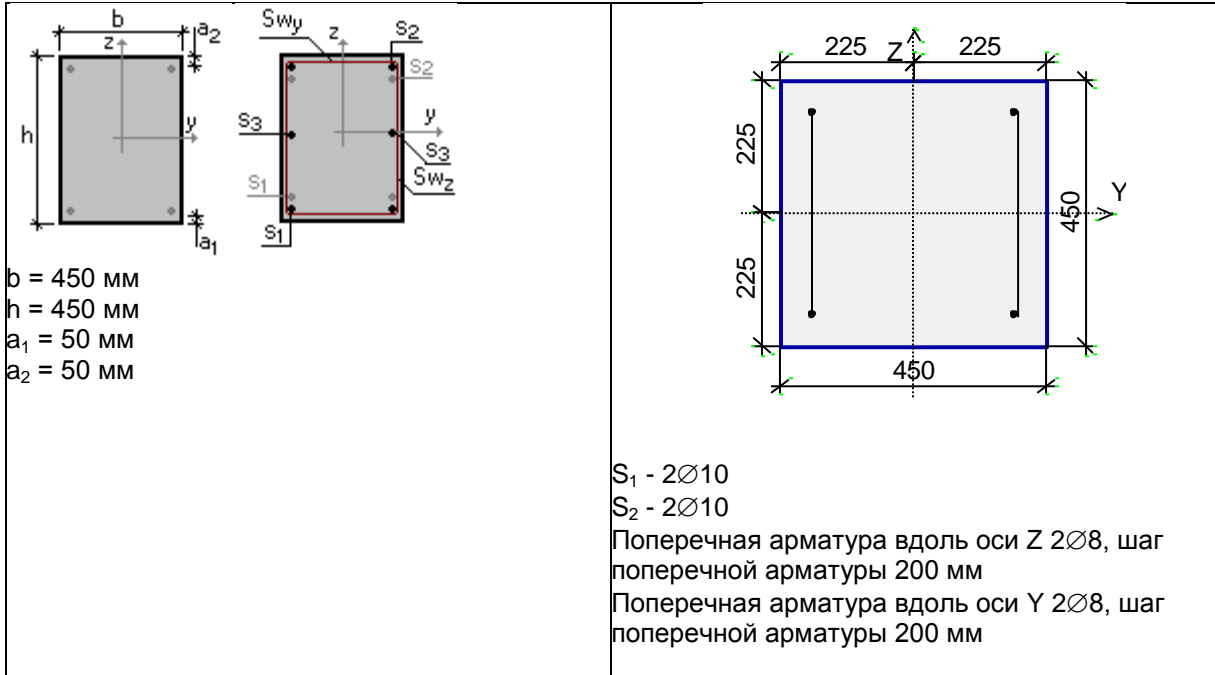 b
a₂
z
h
y
a₁
Swy
z
S₂
S₂
y
S₃
S₃
Swz
S₁
S₁
b = 450 мм
h = 450 мм
a₁ = 50 мм
a₂ = 50 мм
225
Z
225
225
Y
450
225
450
S₁ - 2∅10
S₂ - 2∅10
Поперечная арматура вдоль оси Z 2∅8, шаг
поперечной арматуры 200 мм
Поперечная арматура вдоль оси Y 2∅8, шаг
поперечной арматуры 200 мм